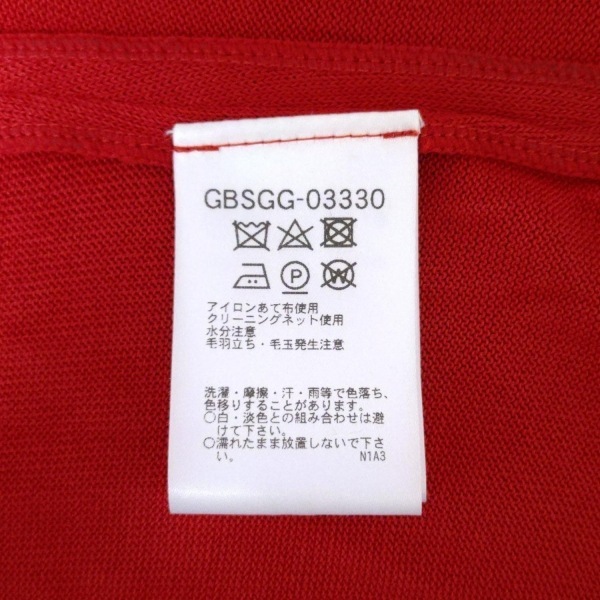 GBSGG-03330
P
W
アイロンあて布使用
クリーニングネット使用
水分注意
毛羽立ち・毛玉発生注意
洗濯・摩擦・汗・雨等で色落ち、
色移りすることがあります。
○白・淡色との組み合わせは避
けて下さい。
○濡れたまま放置しないで下さ
い。 N1A3